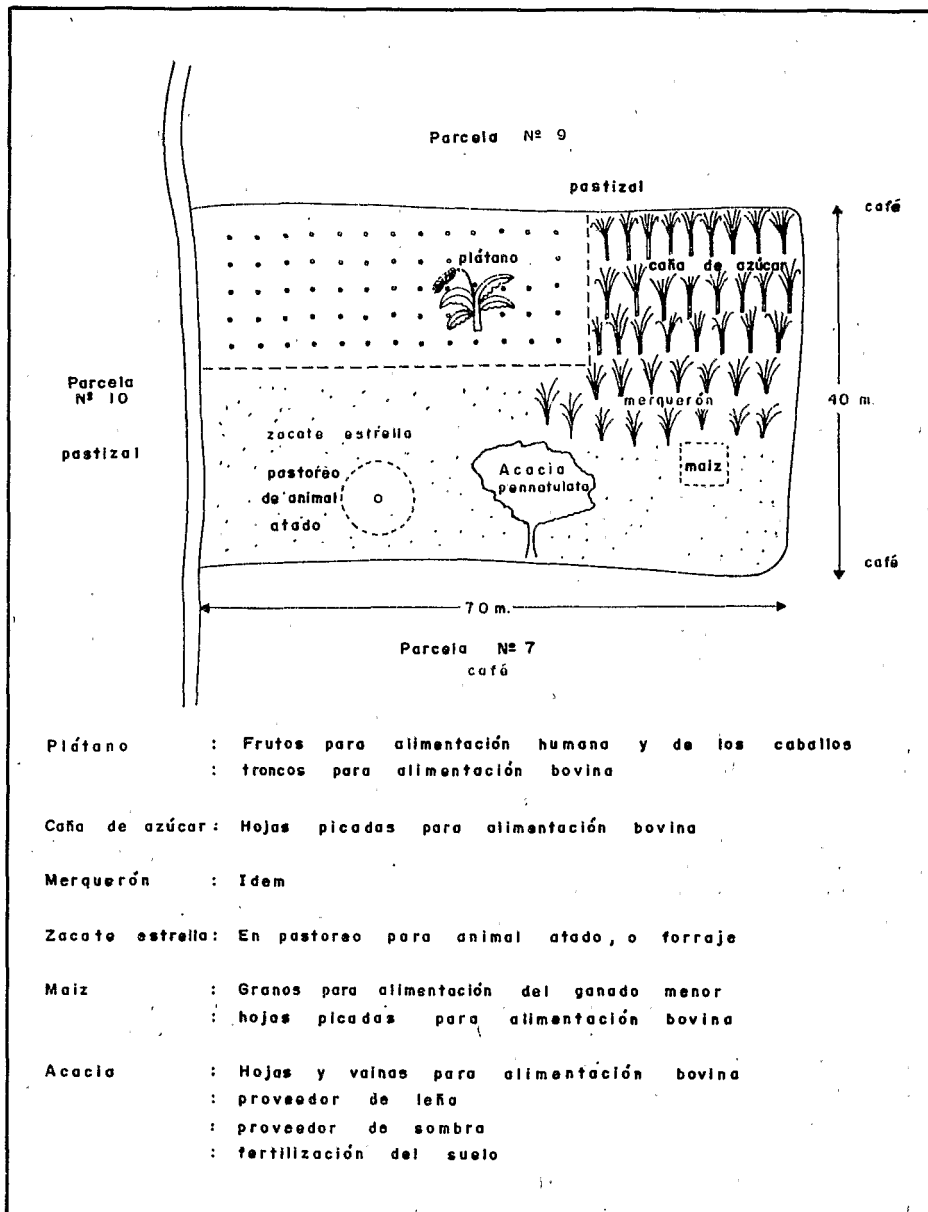 Parcela Nº 9
pastizal
café
plátano
caña de azúcar
Parcela
Nº 10
pastizal
merquerón
40 m.
zacate estrella
pastoreo
de animal
atado
Acacia
pennatulata
maiz
café
70 m.
Parcela Nº 7
café
Plátano : Frutos para alimentación humana y de los caballos
: troncos para alimentación bovina
Caña de azúcar: Hojas picadas para alimentación bovina
Merquerón : Idem
Zacate estrella: En pastoreo para animal atado, o forraje
Maiz : Granos para alimentación del ganado menor
: hojas picadas para alimentación bovina
Acacia : Hojas y vainas para alimentación bovina
: proveedor de leña
: proveedor de sombra
: fertilización del suelo